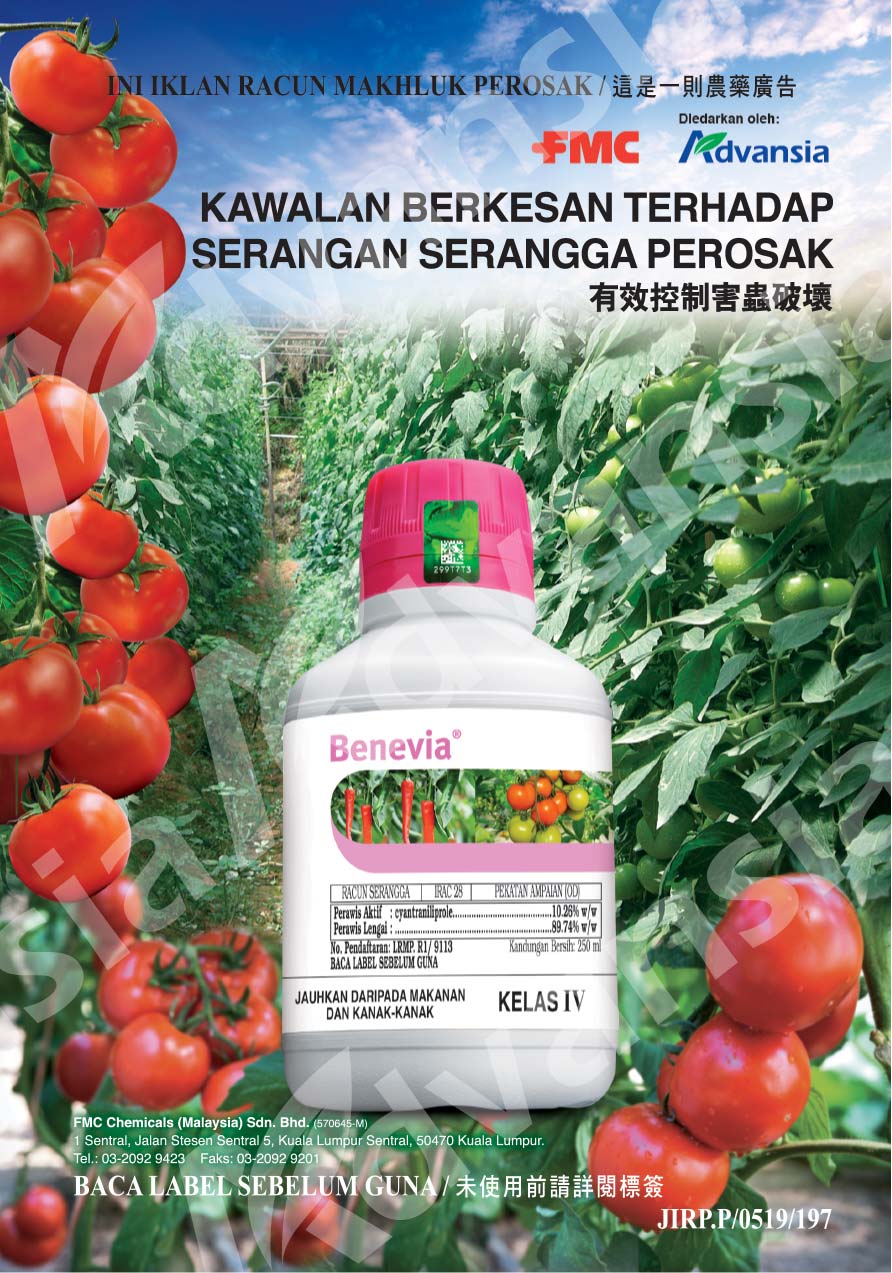 INI IKLAN RACUN MAKHLUK PEROSAK / 這是一則農藥廣告
Diedarkan oleh:
FMC Advansia
KAWALAN BERKESAN TERHADAP
SERANGAN SERANGGA PEROSAK
有效控制害蟲破壞
299T7T3
Benevia®
RACUN SERANGGA IRAC 28 PEKATAN AMPAIAN (OD)
Perawis Aktif : cyantraniliprole..................................10.26% w/w
Perawis Lengai : ......................................................89.74% w/w
No. Pendaftaran: LRMP. R1/ 9113 Kandungan Bersih: 250 ml
BACA LABEL SEBELUM GUNA
JAUHKAN DARIPADA MAKANAN
DAN KANAK-KANAK
KELAS IV
FMC Chemicals (Malaysia) Sdn. Bhd. (570645-M)
1 Sentral, Jalan Stesen Sentral 5, Kuala Lumpur Sentral, 50470 Kuala Lumpur.
Tel.: 03-2092 9423 Faks: 03-2092 9201
BACA LABEL SEBELUM GUNA / 未使用前請詳閱標簽
JIRP.P/0519/197